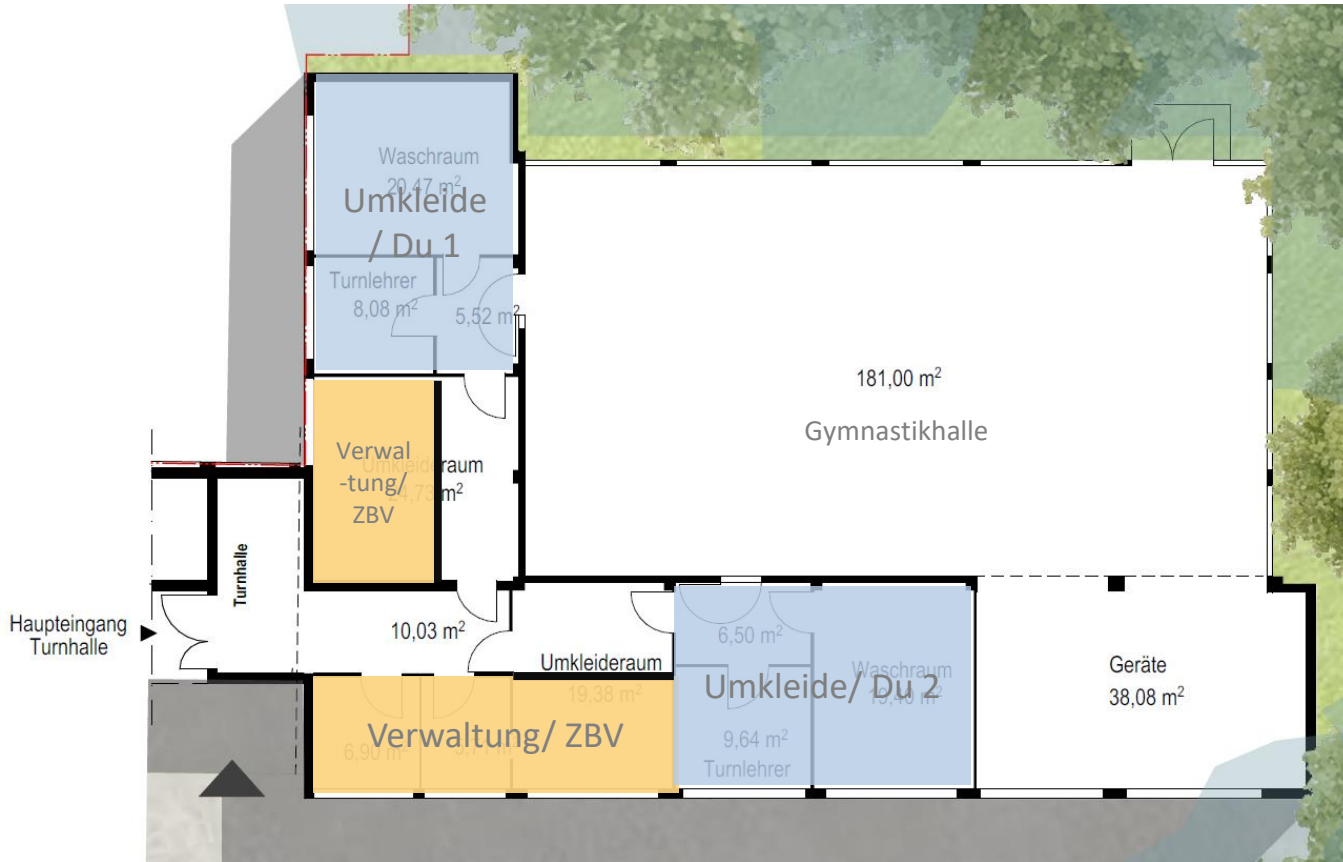 Waschraum
20,47 m²
Umkleide
/ Du 1
Turnlehrer
8,08 m²
5,52 m²
181,00 m²
Gymnastikhalle
Verwal
-tung/
ZBV
Umkleideraum
24,73 m²
Turnhalle
Haupteingang
Turnhalle
10,03 m²
Umkleideraum
19,38 m²
6,50 m²
Waschraum
Umkleide/ Du 2
9,64 m²
Turnlehrer
Geräte
38,08 m²
Verwaltung/ ZBV
6,90 m²